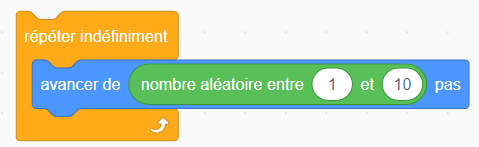 répéter indéfiniment
avancer de nombre aléatoire entre 1 et 10 pas